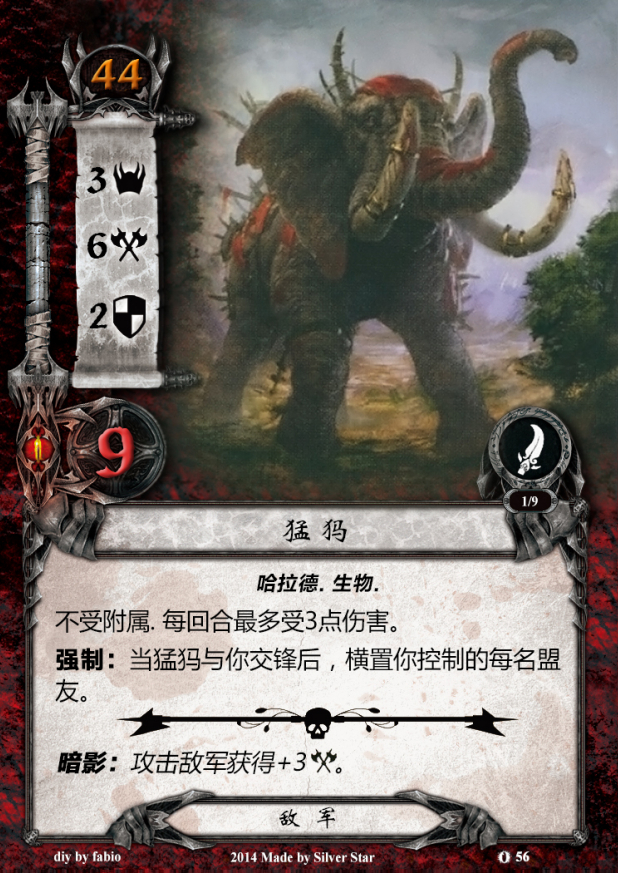 44
3
6
2
9
1/9
猛犸
哈拉德. 生物.
不受附属. 每回合最多受3点伤害。
强制：当猛犸与你交锋后，横置你控制的每名盟
友。
暗影：攻击敌军获得+3。
敌军
diy by fabio 2014 Made by Silver Star 56